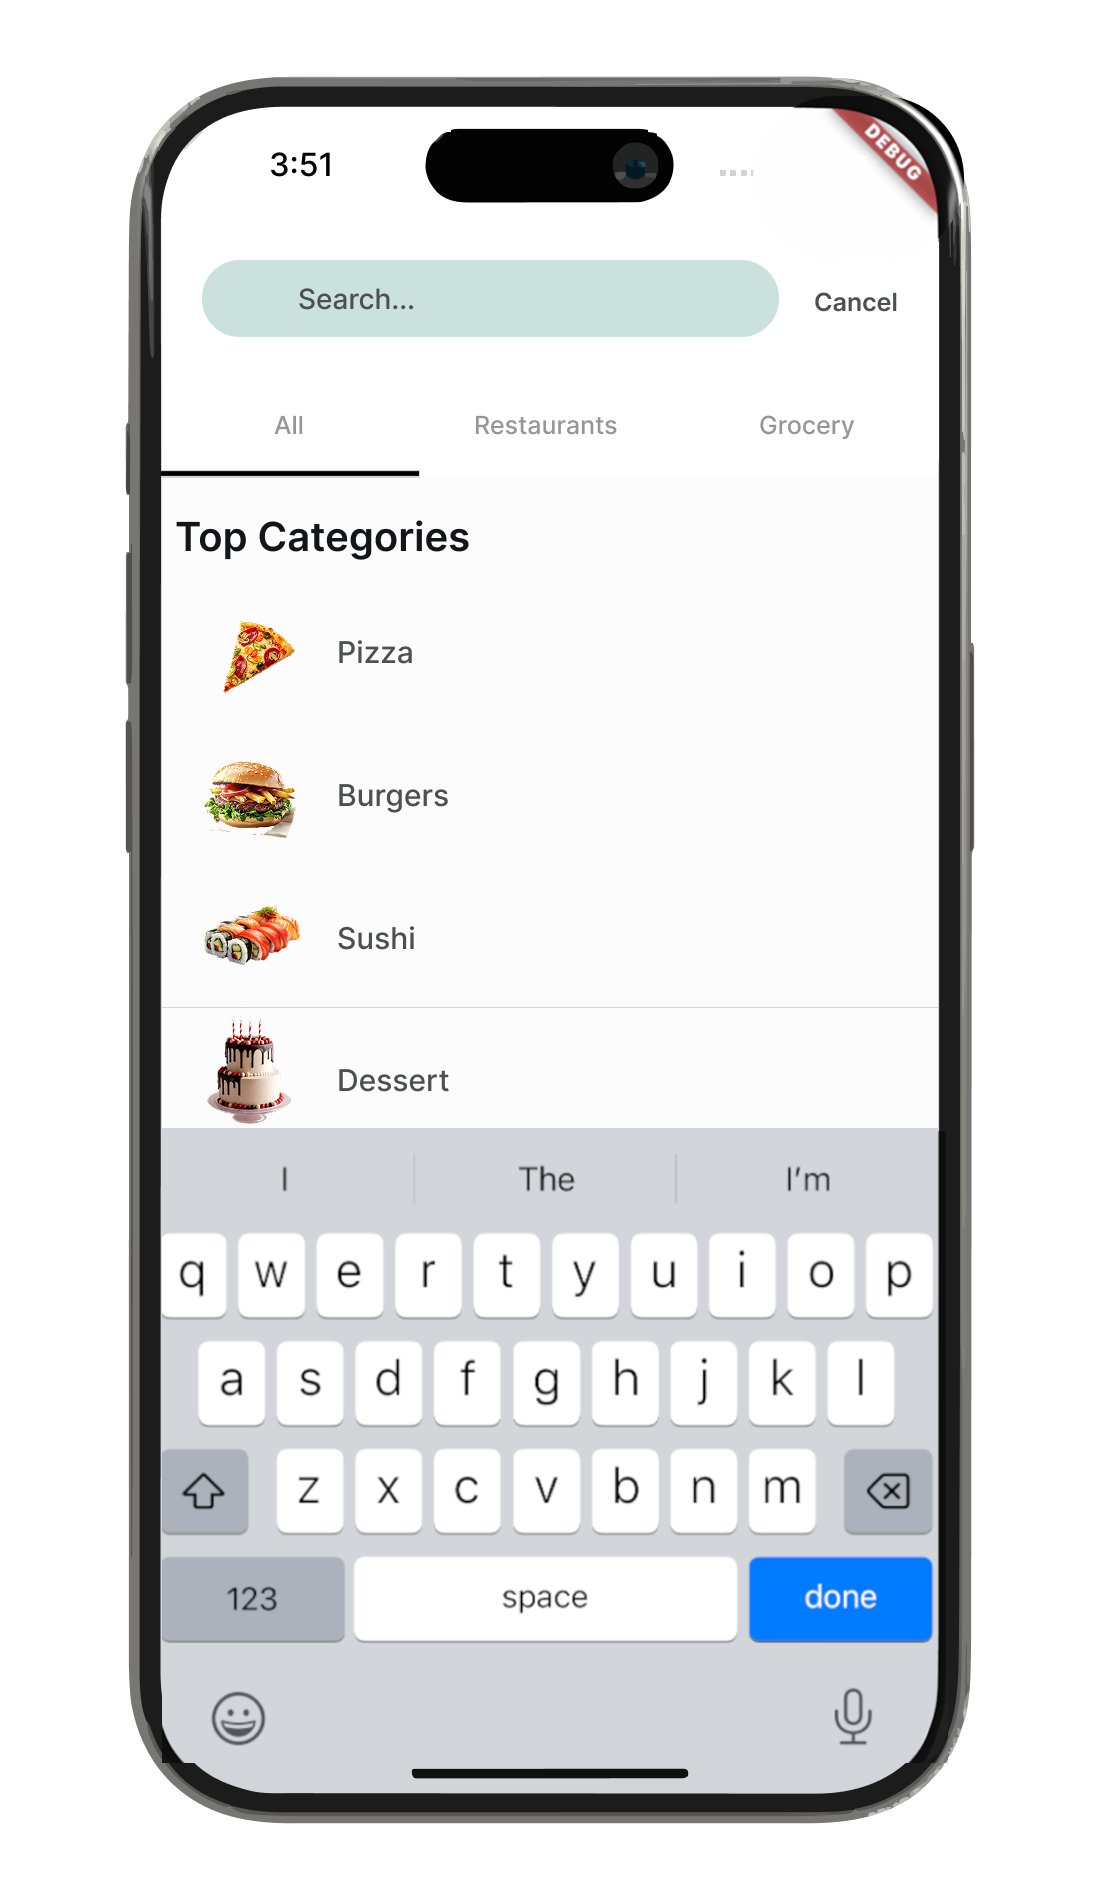 3:51
DEBUG
Search...
Cancel
All Restaurants Grocery
Top Categories
Pizza
Burgers
Sushi
Dessert
I The I'm
q w e r t y u i o p
a s d f g h j k l
z x c v b n m
123 space done